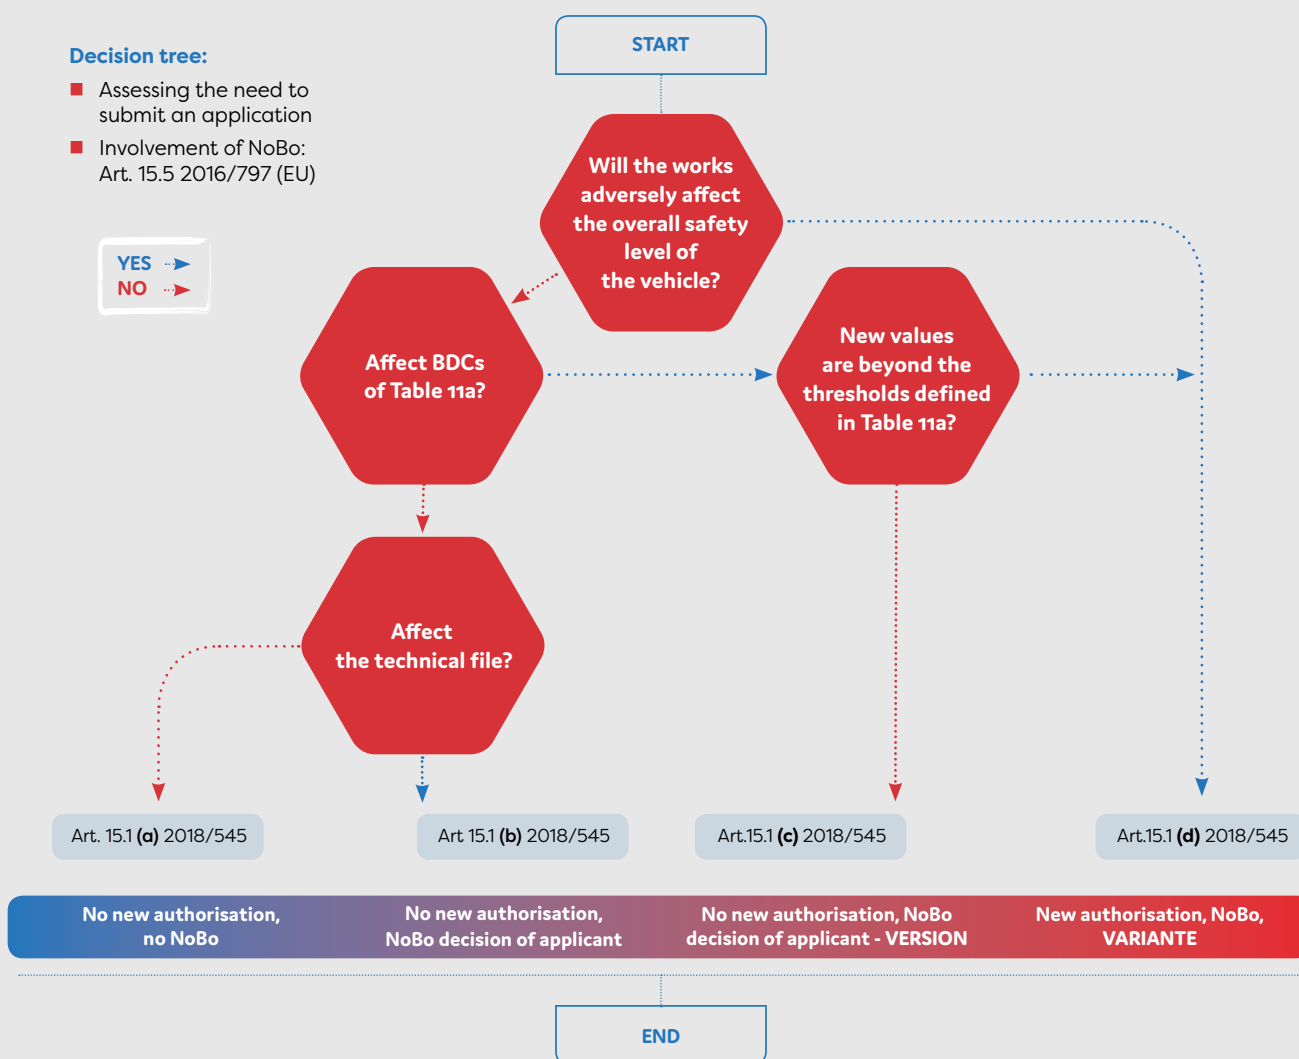 START
Decision tree:
Assessing the need to
submit an application
Involvement of NoBo:
Art. 15.5 2016/797 (EU)
YES
NO
Will the works
adversely affect
the overall safety
level of
the vehicle?
Affect BDCs
of Table 11a?
New values
are beyond the
thresholds defined
in Table 11a?
Affect
the technical file?
Art. 15.1 (a) 2018/545
Art 15.1 (b) 2018/545
Art.15.1 (c) 2018/545
Art.15.1 (d) 2018/545
No new authorisation,
no NoBo
No new authorisation,
NoBo decision of applicant
No new authorisation, NoBo
decision of applicant - VERSION
New authorisation, NoBo,
VARIANTE
END